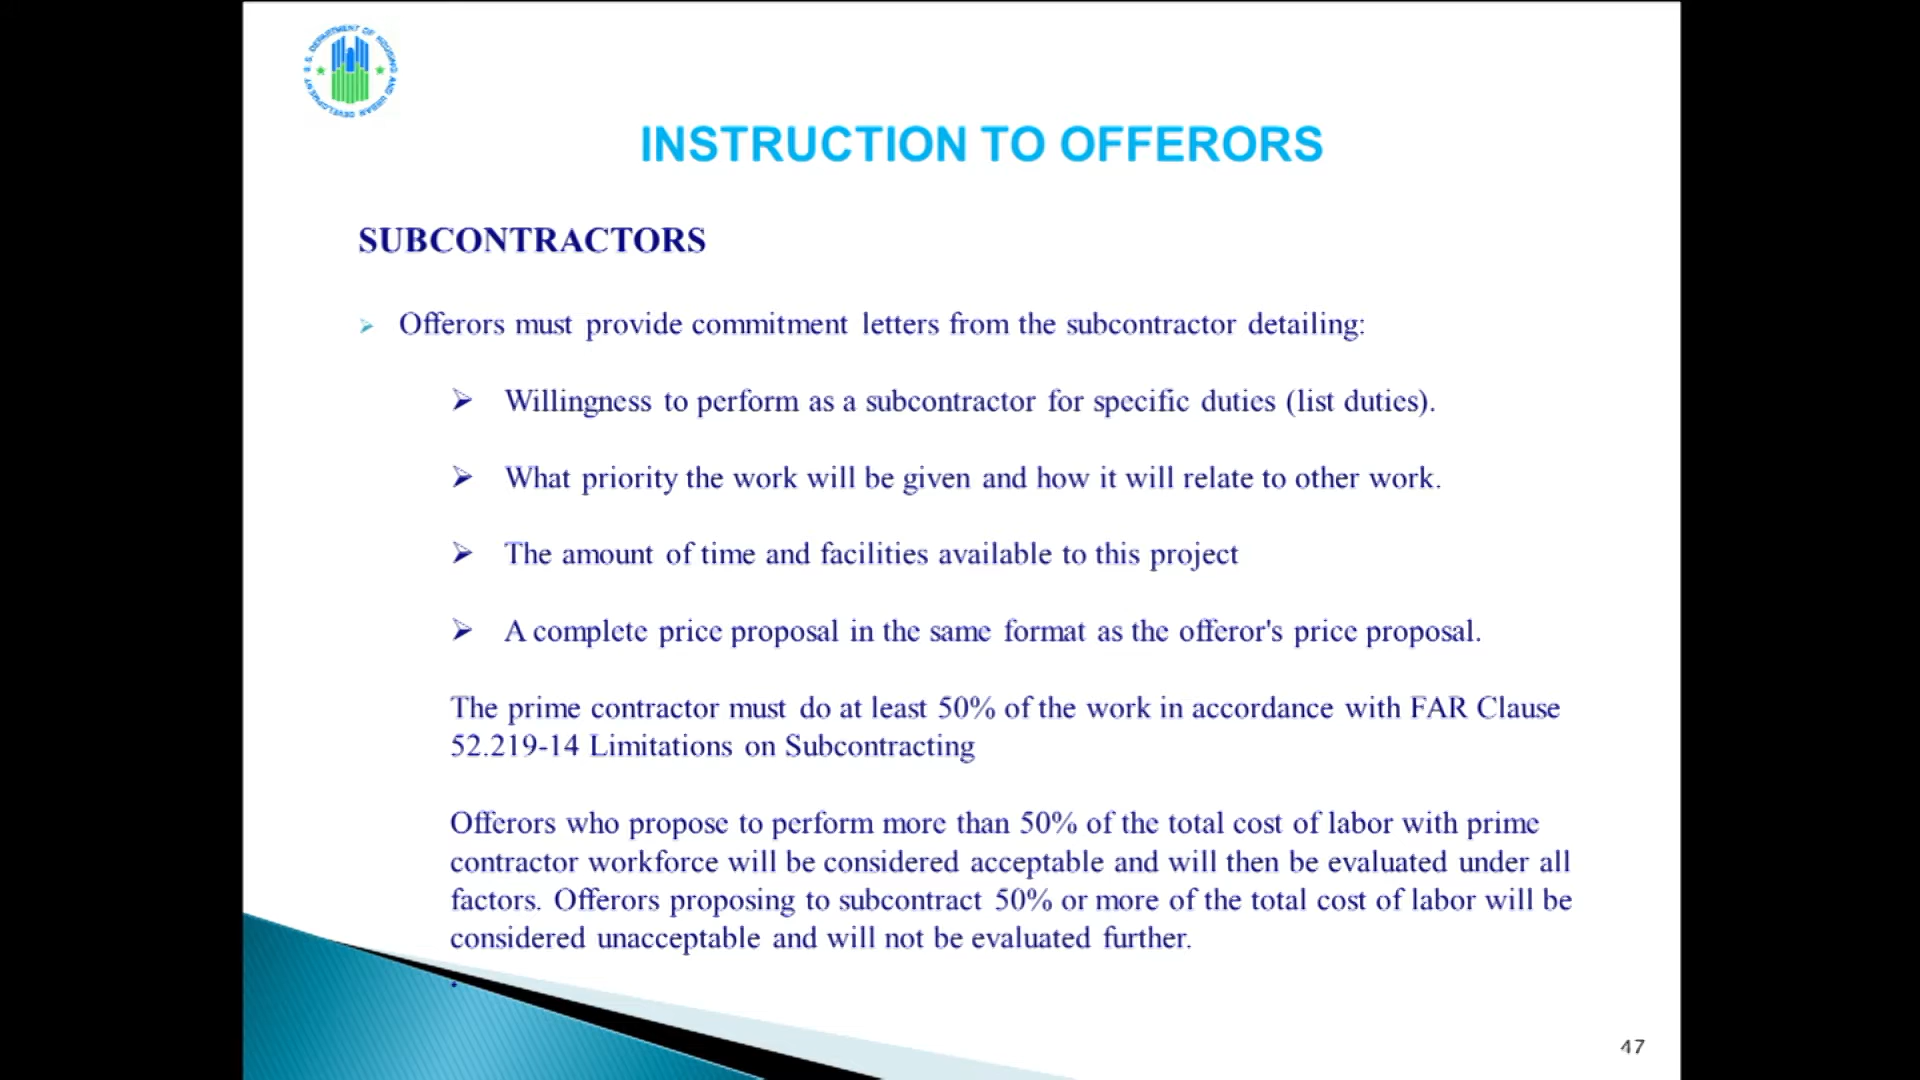 U.S. DEPARTMENT OF HOUSING AND URBAN DEVELOPMENT
INSTRUCTION TO OFFERORS
SUBCONTRACTORS
Offerors must provide commitment letters from the subcontractor detailing:
Willingness to perform as a subcontractor for specific duties (list duties).
What priority the work will be given and how it will relate to other work.
The amount of time and facilities available to this project
A complete price proposal in the same format as the offeror's price proposal.
The prime contractor must do at least 50% of the work in accordance with FAR Clause
52.219-14 Limitations on Subcontracting
Offerors who propose to perform more than 50% of the total cost of labor with prime
contractor workforce will be considered acceptable and will then be evaluated under all
factors. Offerors proposing to subcontract 50% or more of the total cost of labor will be
considered unacceptable and will not be evaluated further.
.
47